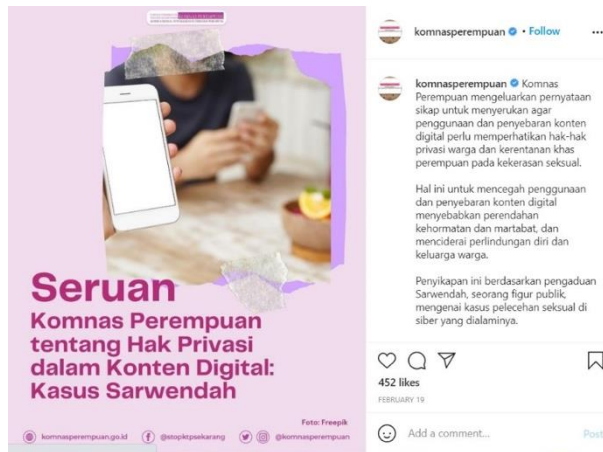 Seruan
Komnas Perempuan
tentang Hak Privasi
dalam Konten Digital:
Kasus Sarwendah
Foto: Freepik
komnasperempuan.go.id
@stopktpsekarang
@komnasperempuan
komnasperempuan • Follow
komnasperempuan Komnas
Perempuan mengeluarkan pernyataan
sikap untuk menyerukan agar
penggunaan dan penyebaran konten
digital perlu memperhatikan hak-hak
privasi warga dan kerentanan khas
perempuan pada kekerasan seksual.
Hal ini untuk mencegah penggunaan
dan penyebaran konten digital
menyebabkan perendahan
kehormatan dan martabat, dan
menciderai perlindungan diri dan
keluarga warga.
Penyikapan ini berdasarkan pengaduan
Sarwendah, seorang figur publik,
mengenai kasus pelecehan seksual di
siber yang dialaminya.
452 likes
FEBRUARY 19
Add a comment...
Post